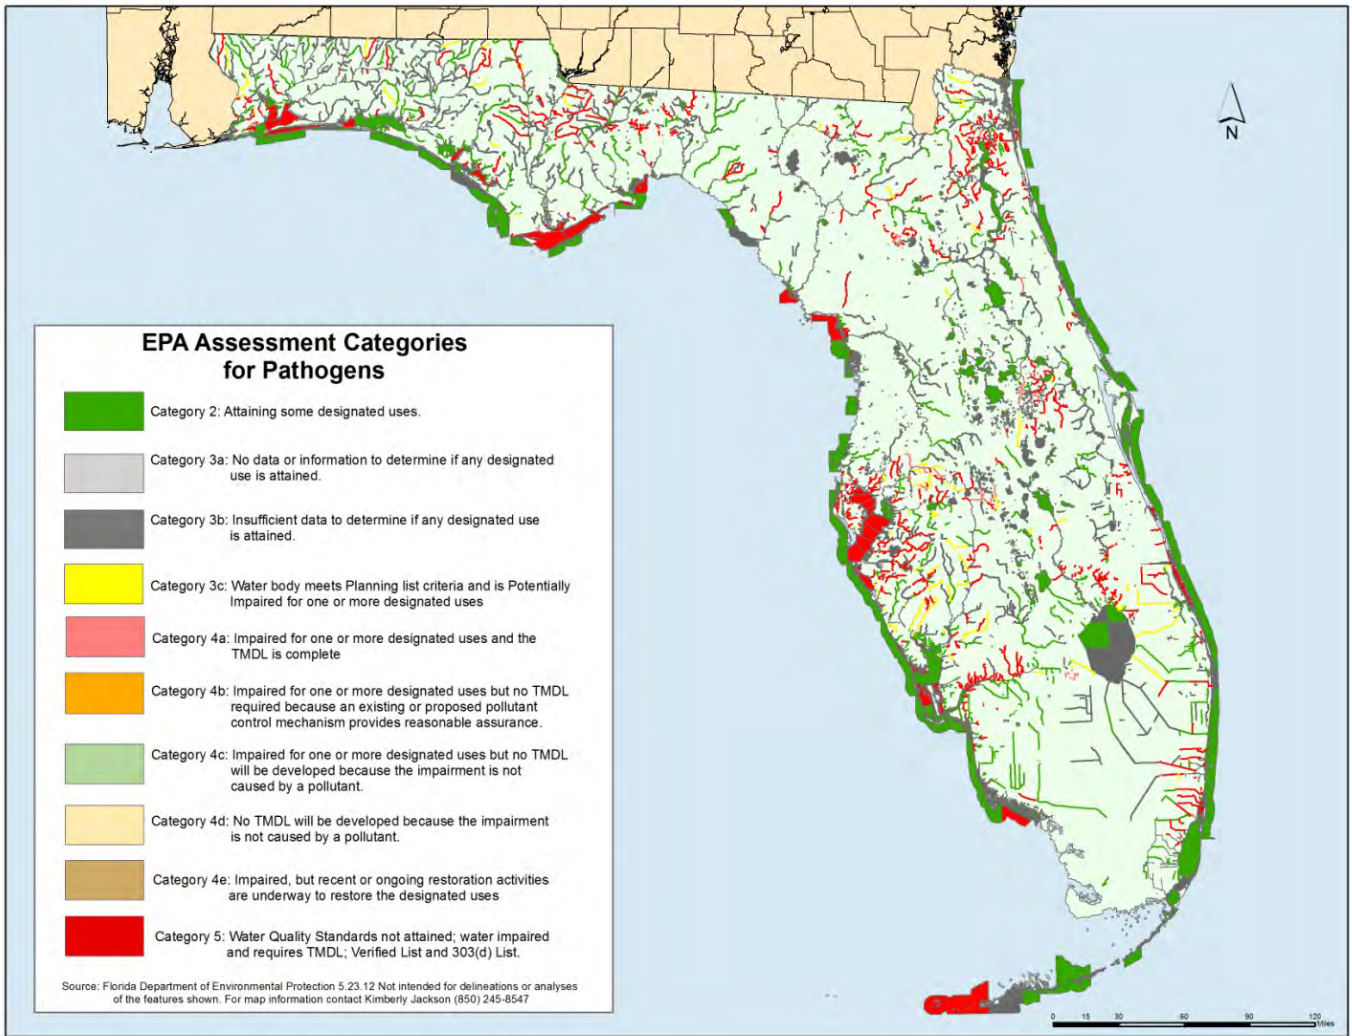 N
EPA Assessment Categories
for Pathogens
Category 2: Attaining some designated uses.
Category 3a: No data or information to determine if any designated
use is attained.
Category 3b: Insufficient data to determine if any designated use
is attained.
Category 3c: Water body meets Planning list criteria and is Potentially
Impaired for one or more designated uses
Category 4a: Impaired for one or more designated uses and the
TMDL is complete
Category 4b: Impaired for one or more designated uses but no TMDL
required because an existing or proposed pollutant
control mechanism provides reasonable assurance.
Category 4c: Impaired for one or more designated uses but no TMDL
will be developed because the impairment is not
caused by a pollutant.
Category 4d: No TMDL will be developed because the impairment
is not caused by a pollutant.
Category 4e: Impaired, but recent or ongoing restoration activities
are underway to restore the designated uses
Category 5: Water Quality Standards not attained; water impaired
and requires TMDL; Verified List and 303(d) List.
Source: Florida Department of Environmental Protection 5.23.12 Not intended for delineations or analyses
of the features shown. For map information contact Kimberly Jackson (850) 245-8547
0 15 30 60 90 120
Miles